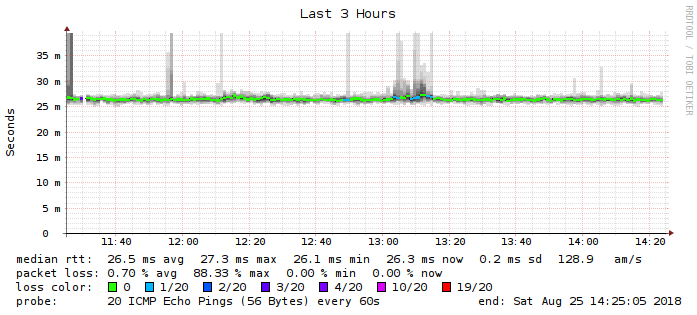 Last 3 Hours
RRDTOOL / TOBI OETIKER
Seconds
35 m
30 m
25 m
20 m
15 m
10 m
5 m
0
11:40 12:00 12:20 12:40 13:00 13:20 13:40 14:00 14:20
median rtt: 26.5 ms avg 27.3 ms max 26.1 ms min 26.3 ms now 0.2 ms sd 128.9 am/s
packet loss: 0.70 % avg 88.33 % max 0.00 % min 0.00 % now
loss color: 0 1/20 2/20 3/20 4/20 10/20 19/20
probe: 20 ICMP Echo Pings (56 Bytes) every 60s end: Sat Aug 25 14:25:05 2018